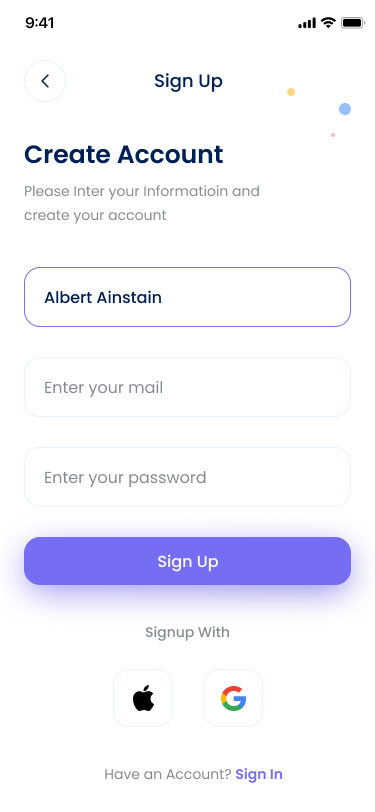 9:41
Sign Up
Create Account
Please Inter your Informatioin and
create your account
Albert Ainstain
Enter your mail
Enter your password
Sign Up
Signup With
Have an Account? Sign In